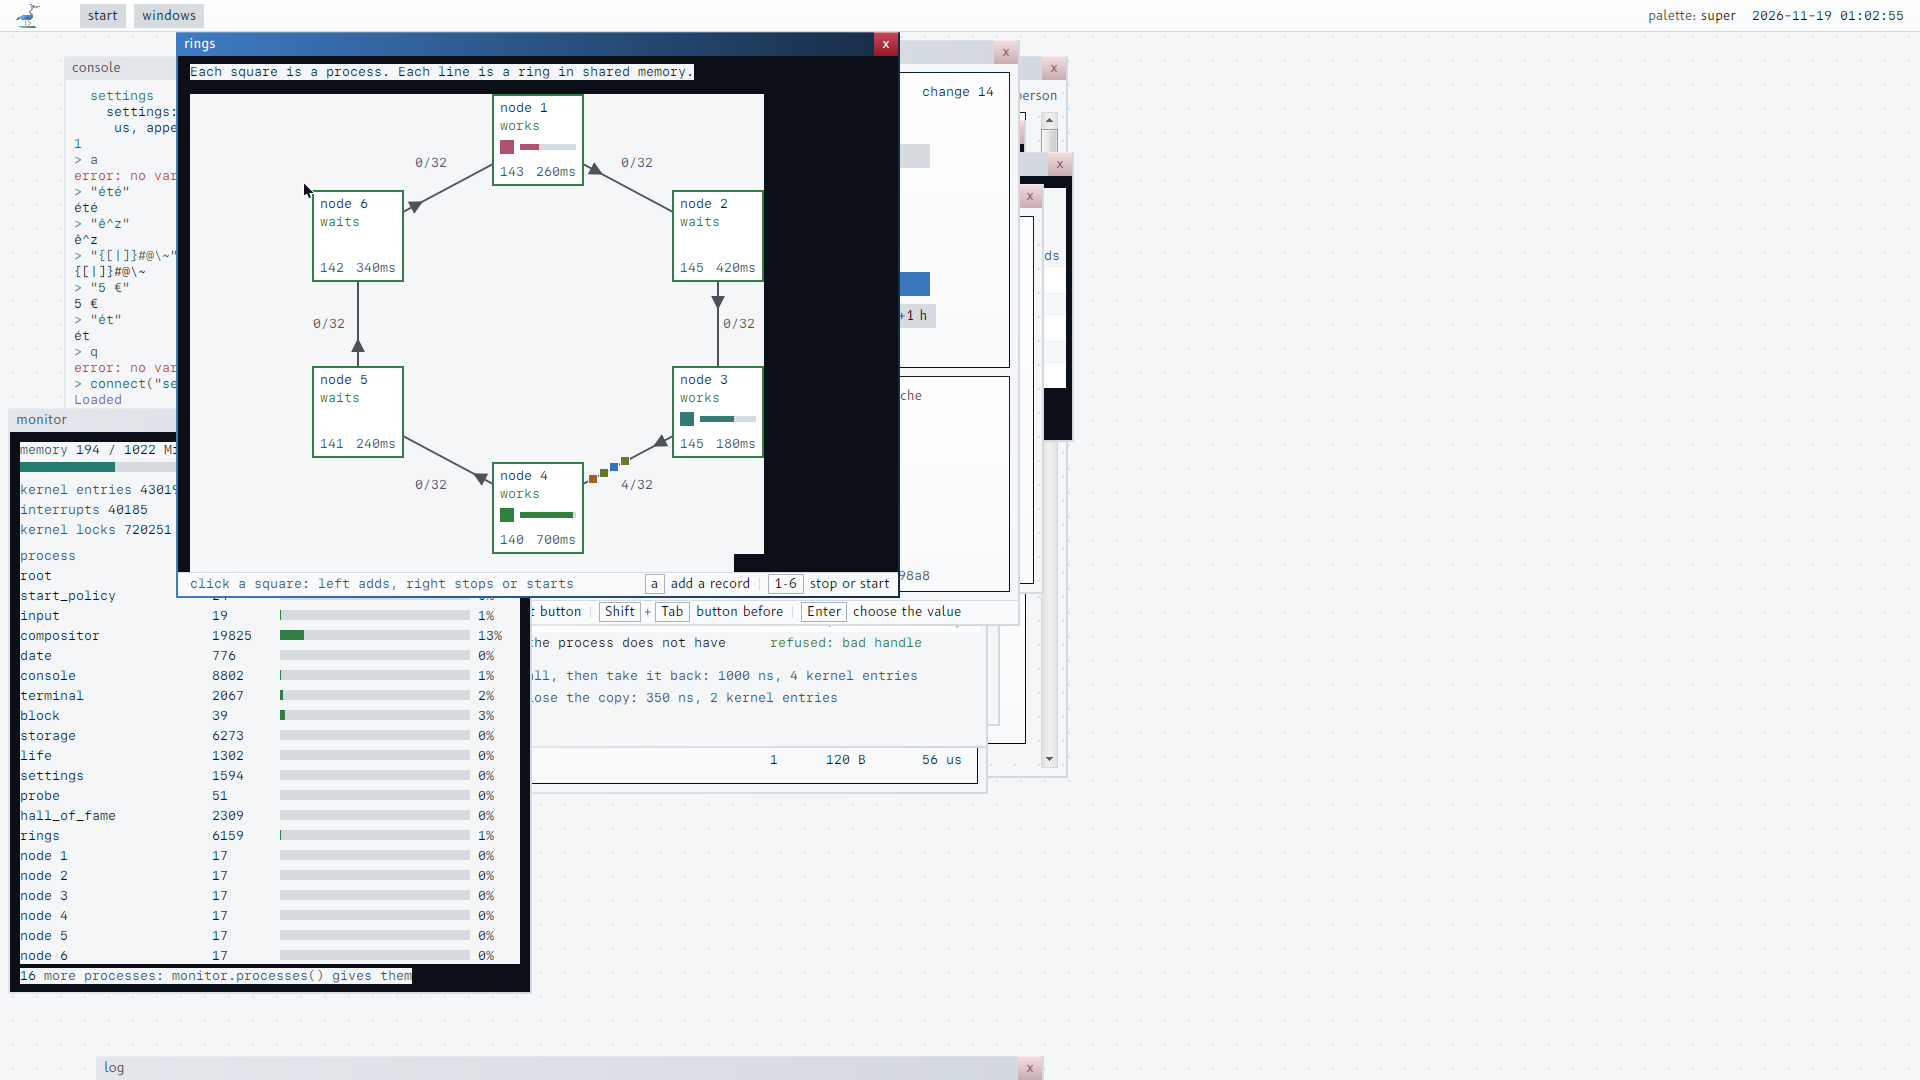 start windows palette: super 2026-11-19 01:02:55
rings x
Each square is a process. Each line is a ring in shared memory.
node 1
works
143 260ms
0/32
0/32
node 6
waits
142 340ms
node 2
waits
145 420ms
0/32
0/32
node 5
waits
141 240ms
node 3
works
145 180ms
node 4
works
140 700ms
0/32
4/32
click a square: left adds, right stops or starts a add a record 1-6 stop or start
console
settings
settings:
us, appe
1
> a
error: no var
> "été"
été
> "ê^z"
ê^z
> "{[|]}#@\~"
{[|]}#@\~
> "5 €"
5 €
> "ét"
ét
> q
error: no var
> connect("se
Loaded
monitor
memory 194 / 1022 Mi
kernel entries 43019
interrupts 40185
kernel locks 720251
process
root
start_policy
input 19 1%
compositor 19825 13%
date 776 0%
console 8802 1%
terminal 2067 2%
block 39 3%
storage 6273 0%
life 1302 0%
settings 1594 0%
probe 51 0%
hall_of_fame 2309 0%
rings 6159 1%
node 1 17 0%
node 2 17 0%
node 3 17 0%
node 4 17 0%
node 5 17 0%
node 6 17 0%
16 more processes: monitor.processes() gives them
x
x
x
x
change 14
person
ds
+1 h
che
98a8
t button Shift + Tab button before Enter choose the value
the process does not have refused: bad handle
all, then take it back: 1000 ns, 4 kernel entries
lose the copy: 350 ns, 2 kernel entries
1 120 B 56 us
log x